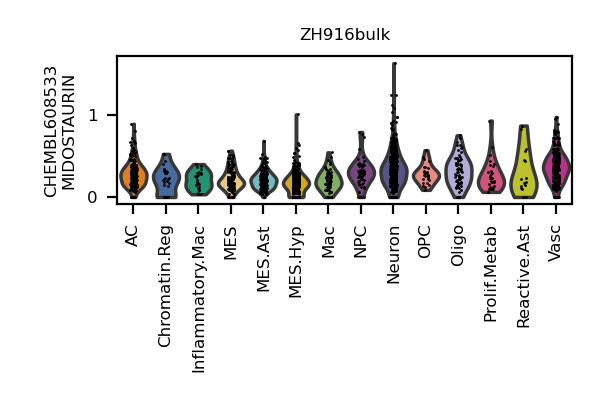 ZH916bulk
CHEMBL608533
MIDOSTAURIN
1
0
AC
Chromatin.Reg
Inflammatory.Mac
MES
MES.Ast
MES.Hyp
Mac
NPC
Neuron
OPC
Oligo
Prolif.Metab
Reactive.Ast
Vasc